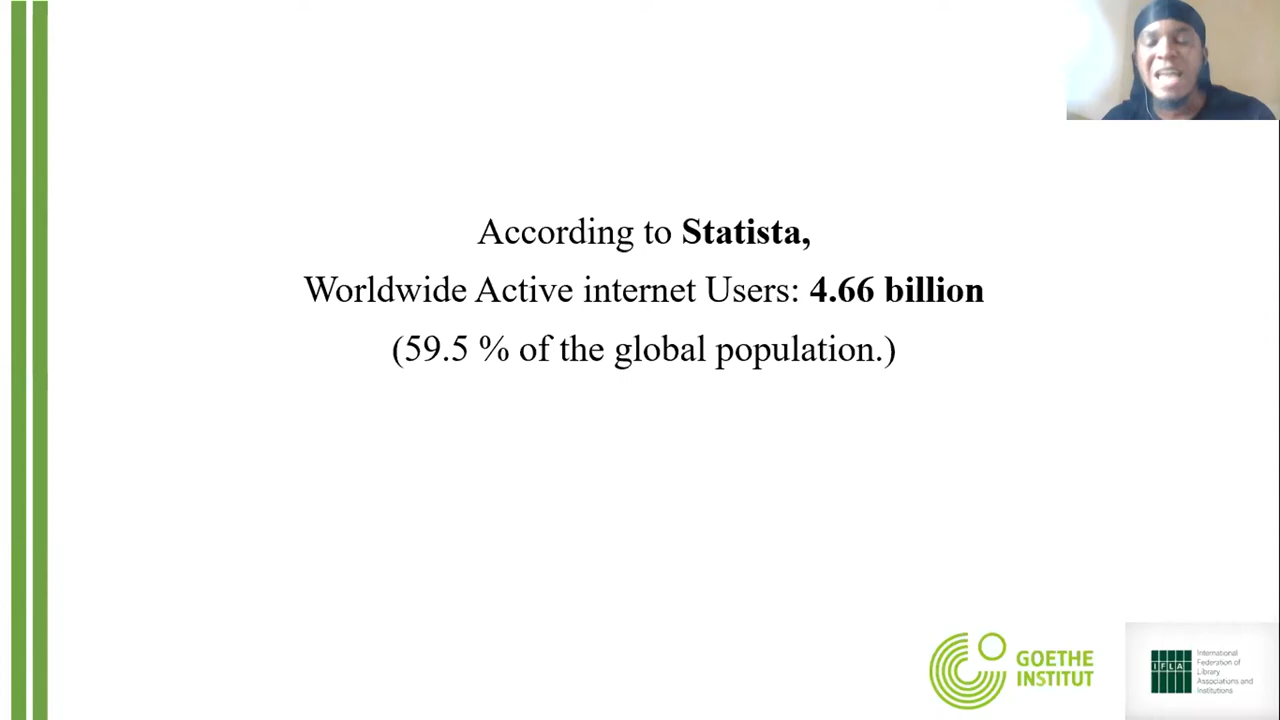 According to Statista,
Worldwide Active internet Users: 4.66 billion
(59.5 % of the global population.)
GOETHE
INSTITUT
IFLA
International
Federation of
Library
Associations and
Institutions